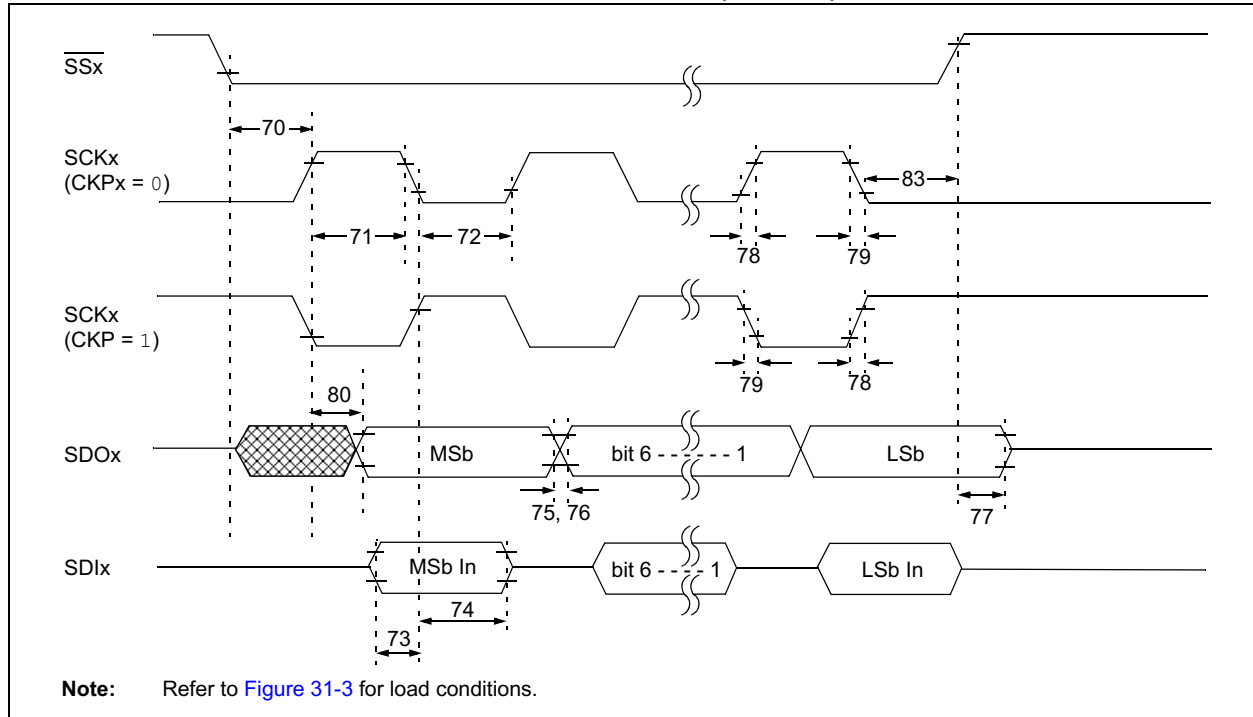 SSx
70
SCKx
(CKPx = 0)
83
71
72
78
79
SCKx
(CKP = 1)
79
78
80
SDOx
MSb
bit 6 - - - - - - 1
LSb
75, 76
77
SDIx
MSb In
bit 6 - - - - 1
LSb In
74
73
Note: Refer to Figure 31-3 for load conditions.